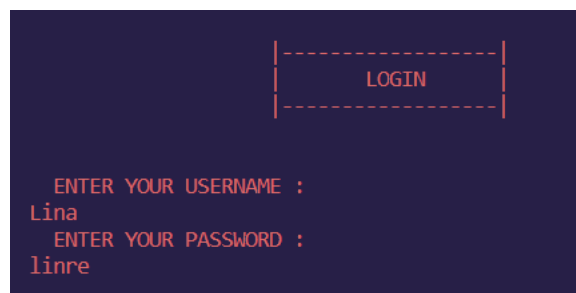 |------------------|
| LOGIN |
|------------------|
ENTER YOUR USERNAME :
Lina
ENTER YOUR PASSWORD :
linre